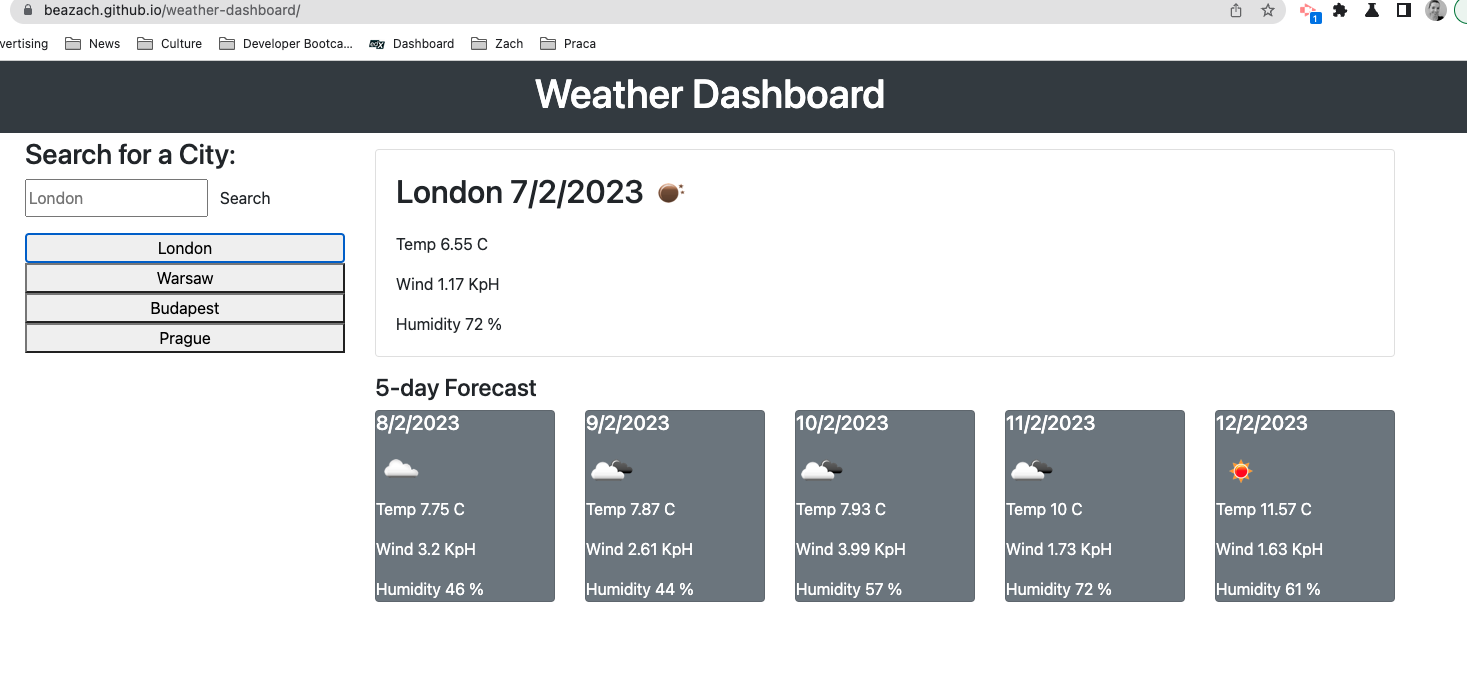 beazach.github.io/weather-dashboard/
1
vertising News Culture Developer Bootca... Dashboard Zach Praca
Weather Dashboard
Search for a City:
London Search
London
Warsaw
Budapest
Prague
London 7/2/2023
Temp 6.55 C
Wind 1.17 KpH
Humidity 72 %
5-day Forecast
8/2/2023
Temp 7.75 C
Wind 3.2 KpH
Humidity 46 %
9/2/2023
Temp 7.87 C
Wind 2.61 KpH
Humidity 44 %
10/2/2023
Temp 7.93 C
Wind 3.99 KpH
Humidity 57 %
11/2/2023
Temp 10 C
Wind 1.73 KpH
Humidity 72 %
12/2/2023
Temp 11.57 C
Wind 1.63 KpH
Humidity 61 %